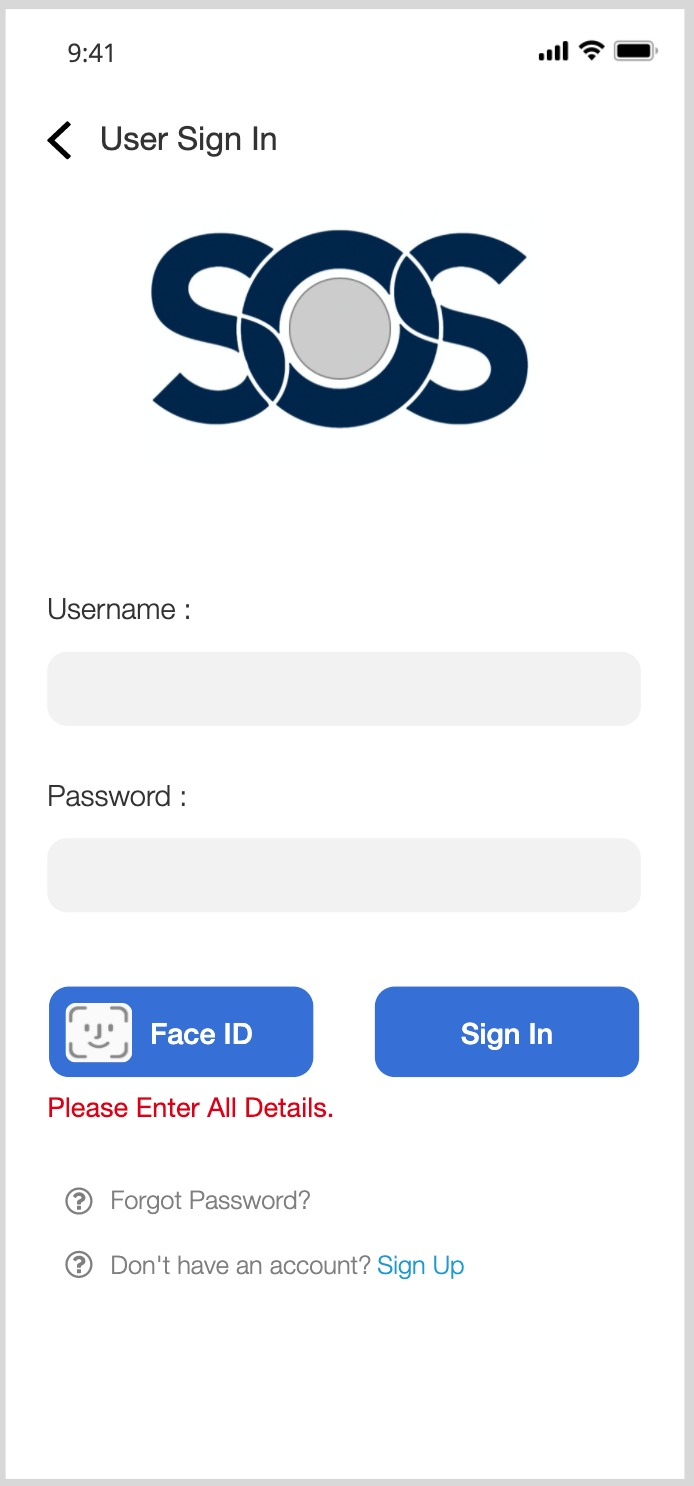 9:41
User Sign In
SOS
Username :
Password :
Face ID
Sign In
Please Enter All Details.
Forgot Password?
Don't have an account? Sign Up